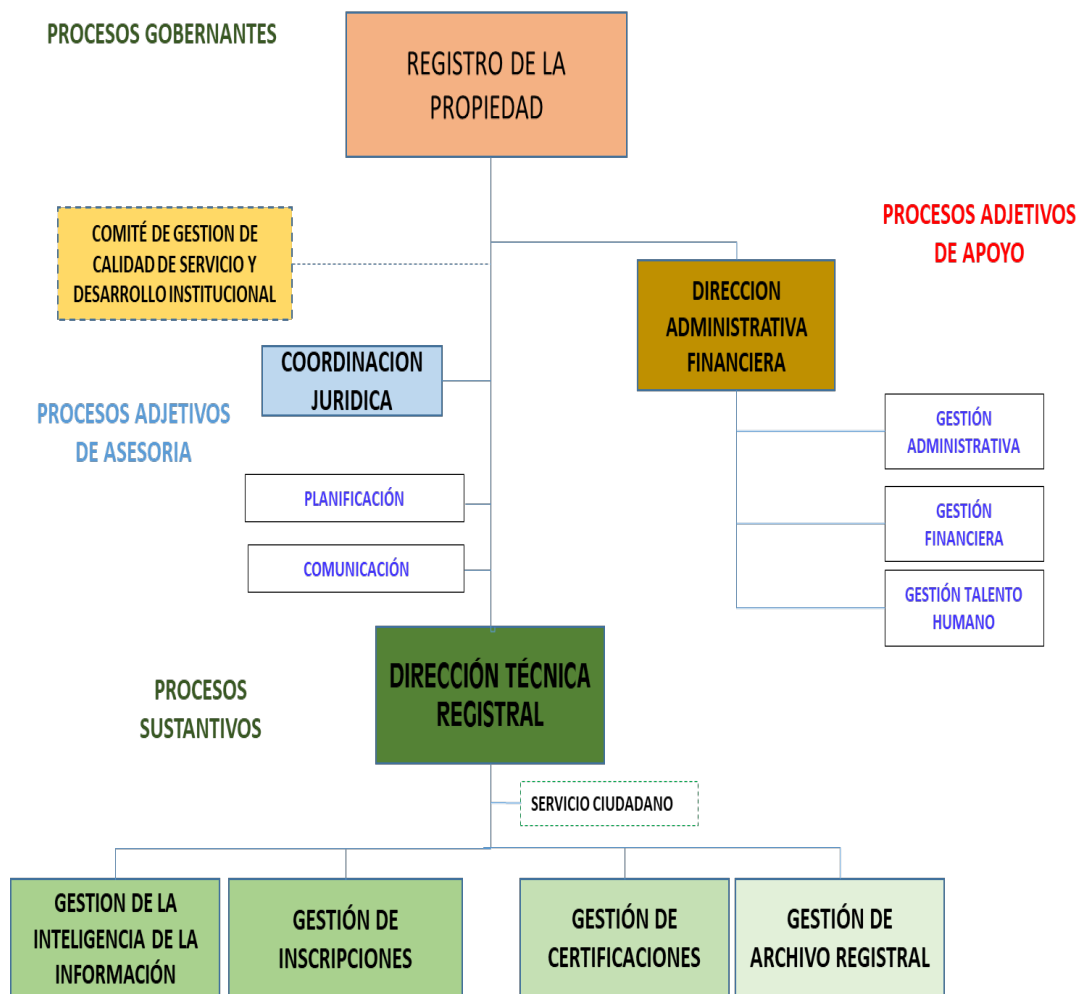 PROCESOS GOBERNANTES
REGISTRO DE LA
PROPIEDAD
COMITÉ DE GESTION DE
CALIDAD DE SERVICIO Y
DESARROLLO INSTITUCIONAL
PROCESOS ADJETIVOS
DE APOYO
DIRECCION
ADMINISTRATIVA
FINANCIERA
COORDINACION
JURIDICA
PROCESOS ADJETIVOS
DE ASESORIA
GESTIÓN
ADMINISTRATIVA
PLANIFICACIÓN
GESTIÓN
FINANCIERA
COMUNICACIÓN
GESTIÓN TALENTO
HUMANO
DIRECCIÓN TÉCNICA
REGISTRAL
PROCESOS
SUSTANTIVOS
SERVICIO CIUDADANO
GESTION DE LA
INTELIGENCIA DE LA
INFORMACIÓN
GESTIÓN DE
INSCRIPCIONES
GESTIÓN DE
CERTIFICACIONES
GESTIÓN DE
ARCHIVO REGISTRAL